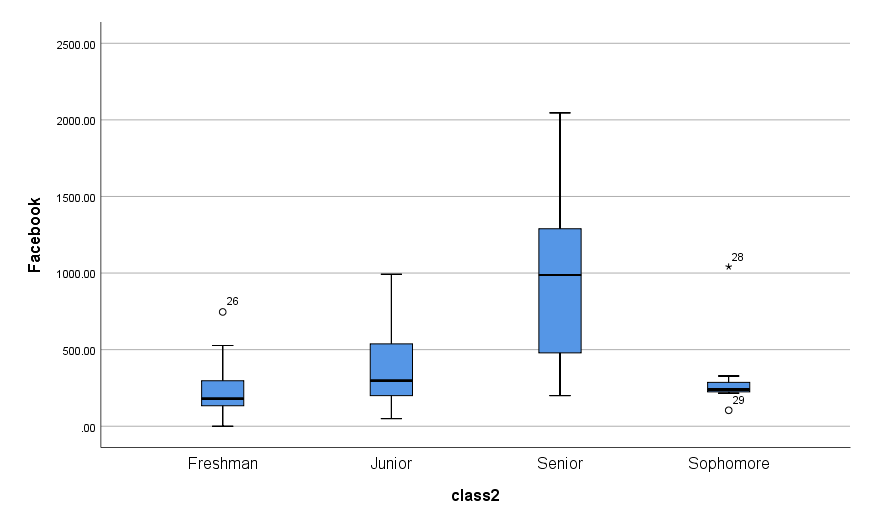 2500.00
2000.00
1500.00
1000.00
500.00
.00
Facebook
26
28
29
Freshman
Junior
Senior
Sophomore
class2